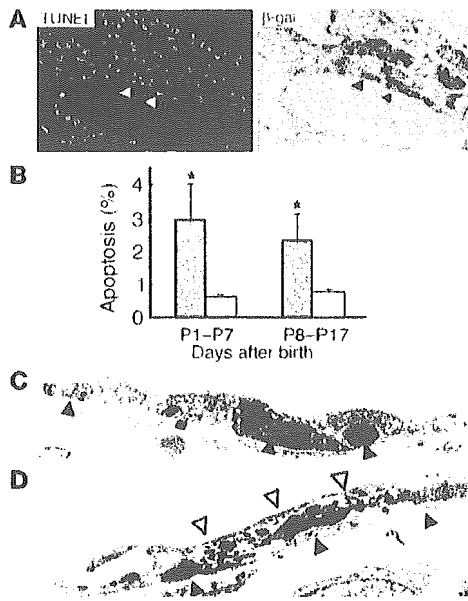 A TUNEL β-gal
B
Apoptosis (%)
4
3
2
1
0
* *
P1–P7 P8–P17
Days after birth
C
D